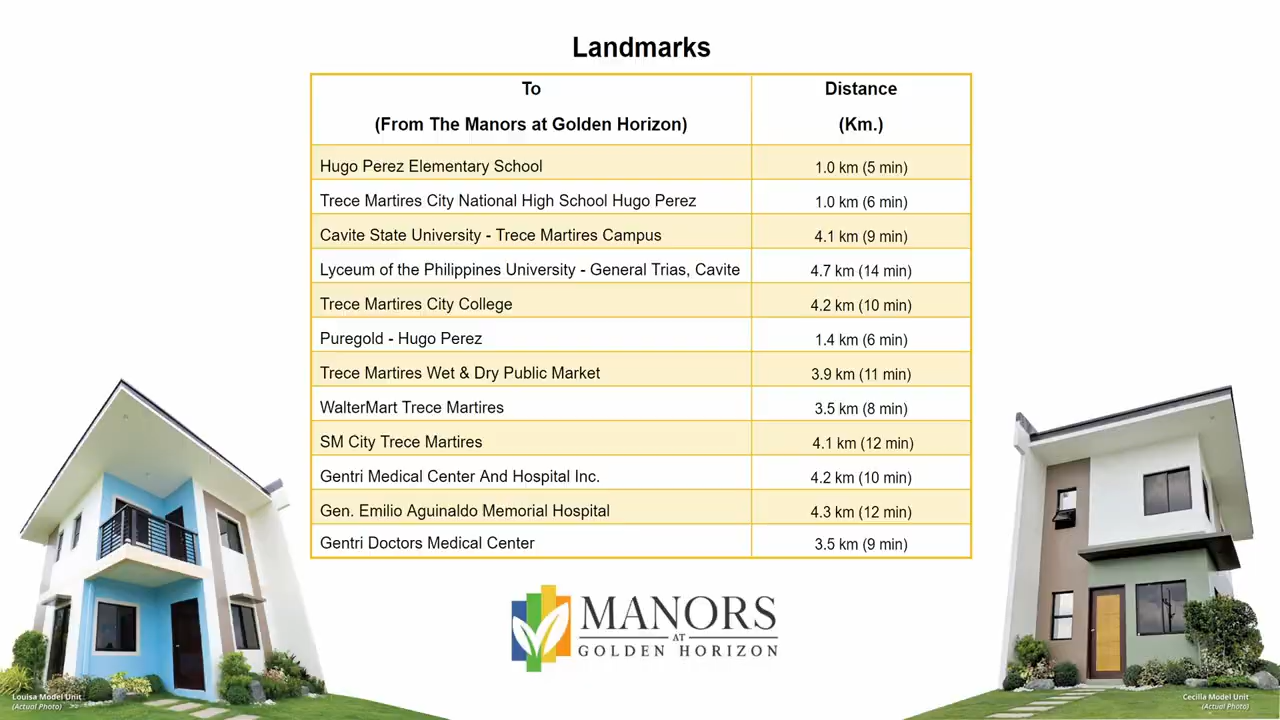 Landmarks
To
(From The Manors at Golden Horizon)
Distance
(Km.)
Hugo Perez Elementary School 1.0 km (5 min)
Trece Martires City National High School Hugo Perez 1.0 km (6 min)
Cavite State University - Trece Martires Campus 4.1 km (9 min)
Lyceum of the Philippines University - General Trias, Cavite 4.7 km (14 min)
Trece Martires City College 4.2 km (10 min)
Puregold - Hugo Perez 1.4 km (6 min)
Trece Martires Wet & Dry Public Market 3.9 km (11 min)
WalterMart Trece Martires 3.5 km (8 min)
SM City Trece Martires 4.1 km (12 min)
Gentri Medical Center And Hospital Inc. 4.2 km (10 min)
Gen. Emilio Aguinaldo Memorial Hospital 4.3 km (12 min)
Gentri Doctors Medical Center 3.5 km (9 min)
MANORS
AT
GOLDEN HORIZON
Louisa Model Unit
(Actual Photo)
Cecilia Model Unit
(Actual Photo)